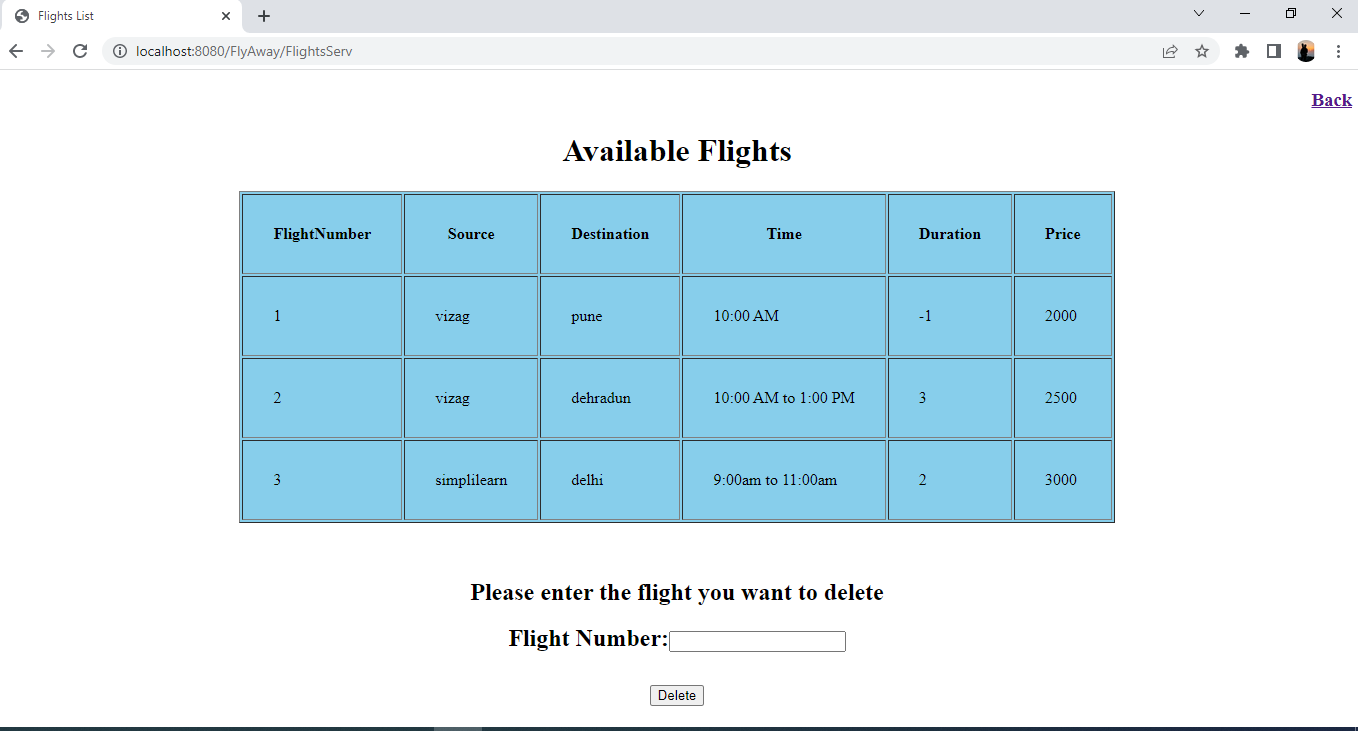 Flights List
localhost:8080/FlyAway/FlightsServ
Back
Available Flights
FlightNumber Source Destination Time Duration Price
1 vizag pune 10:00 AM -1 2000
2 vizag dehradun 10:00 AM to 1:00 PM 3 2500
3 simplilearn delhi 9:00am to 11:00am 2 3000
Please enter the flight you want to delete
Flight Number:
Delete